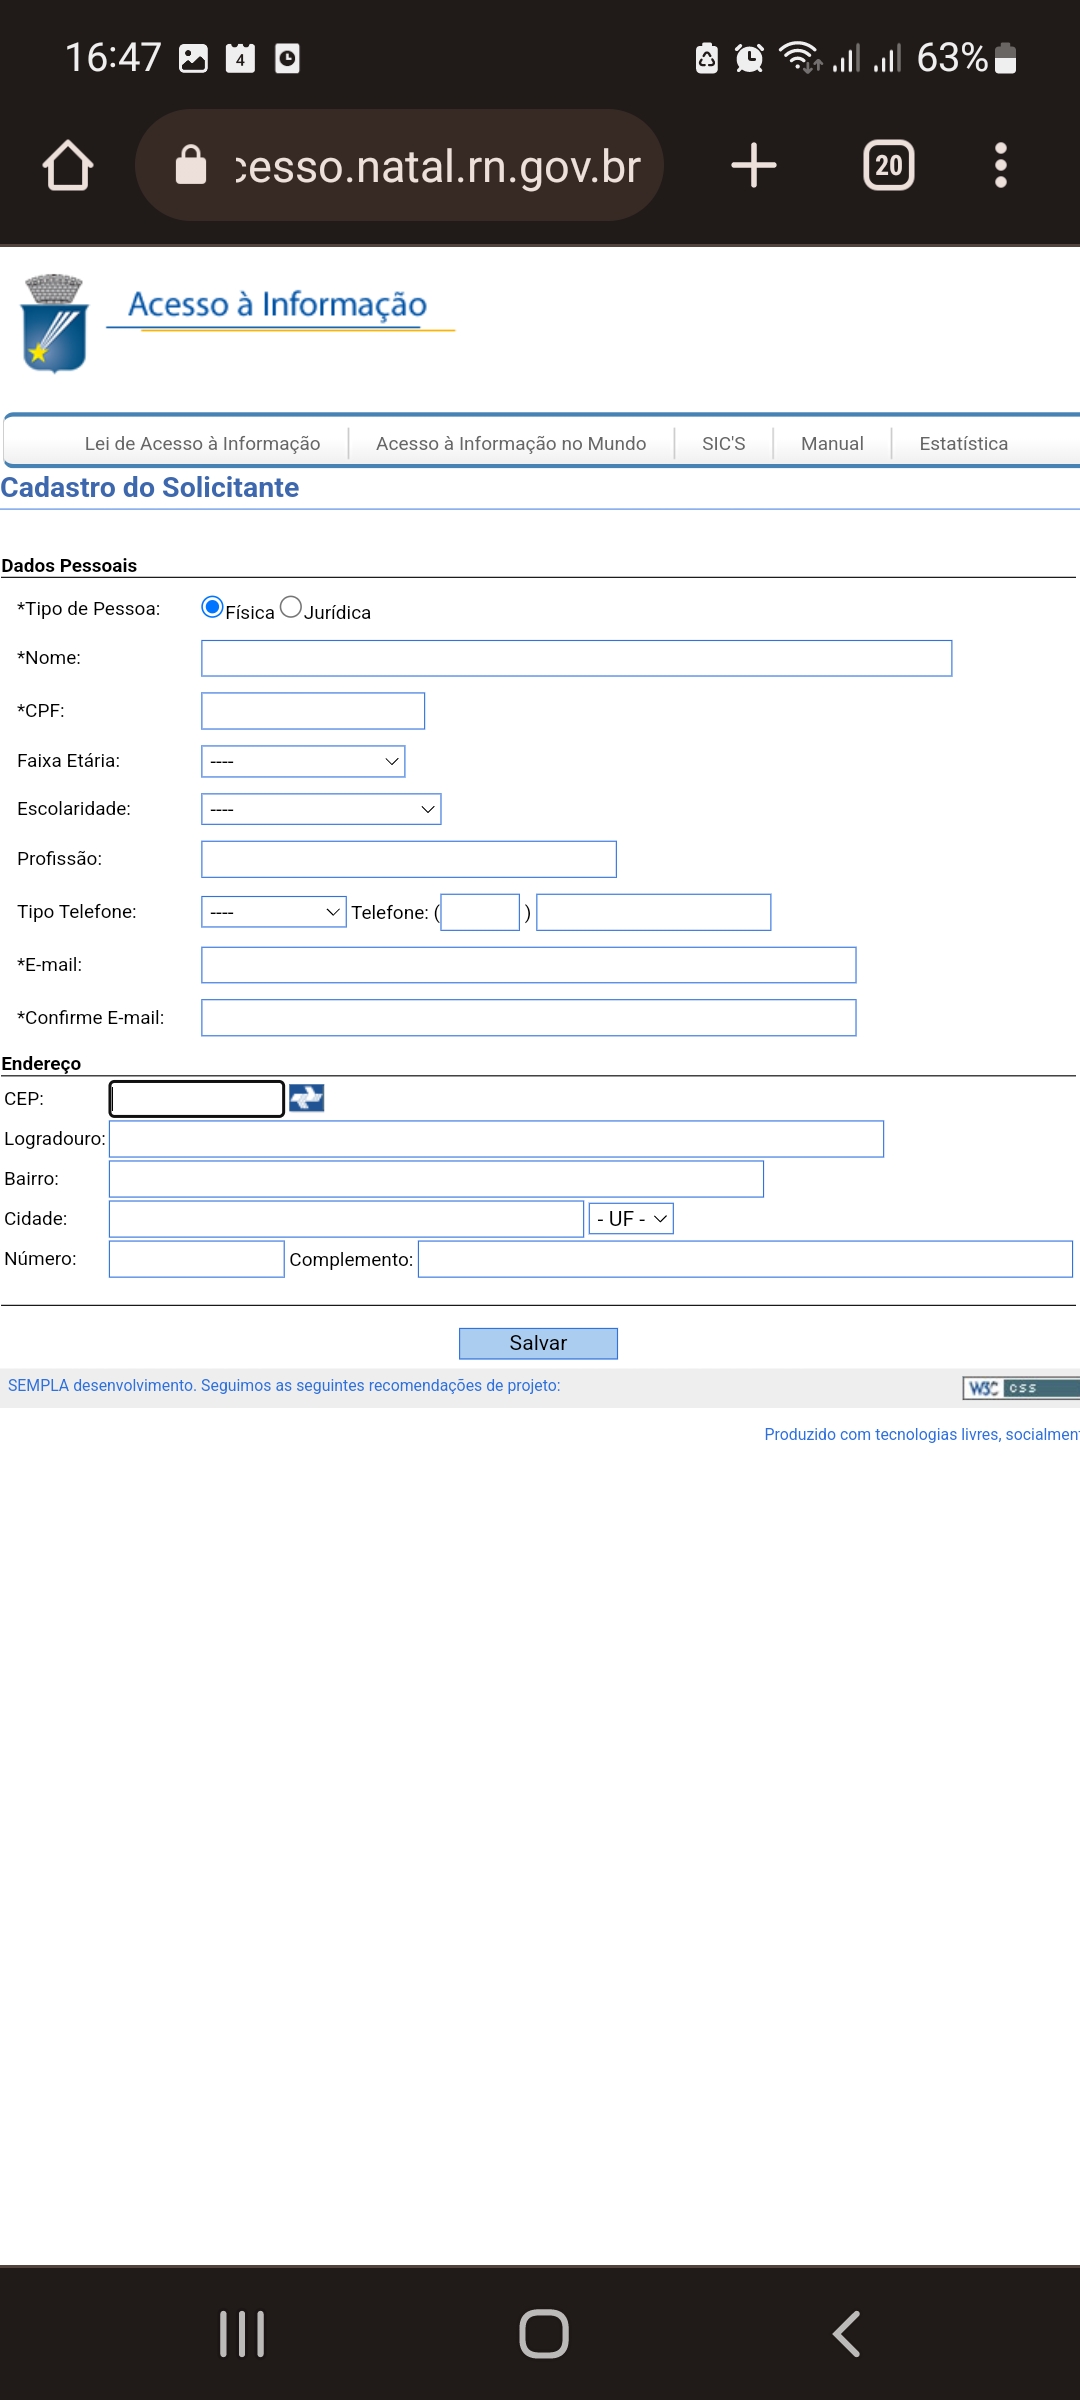 16:47 4 63%
cesso.natal.rn.gov.br 20
Acesso à Informação
Lei de Acesso à Informação Acesso à Informação no Mundo SIC'S Manual Estatística
Cadastro do Solicitante
Dados Pessoais
*Tipo de Pessoa: Física Jurídica
*Nome:
*CPF:
Faixa Etária: ----
Escolaridade: ----
Profissão:
Tipo Telefone: ---- Telefone: ( )
*E-mail:
*Confirme E-mail:
Endereço
CEP:
Logradouro:
Bairro:
Cidade: - UF -
Número: Complemento:
Salvar
SEMPLA desenvolvimento. Seguimos as seguintes recomendações de projeto: W3C css
Produzido com tecnologias livres, socialment